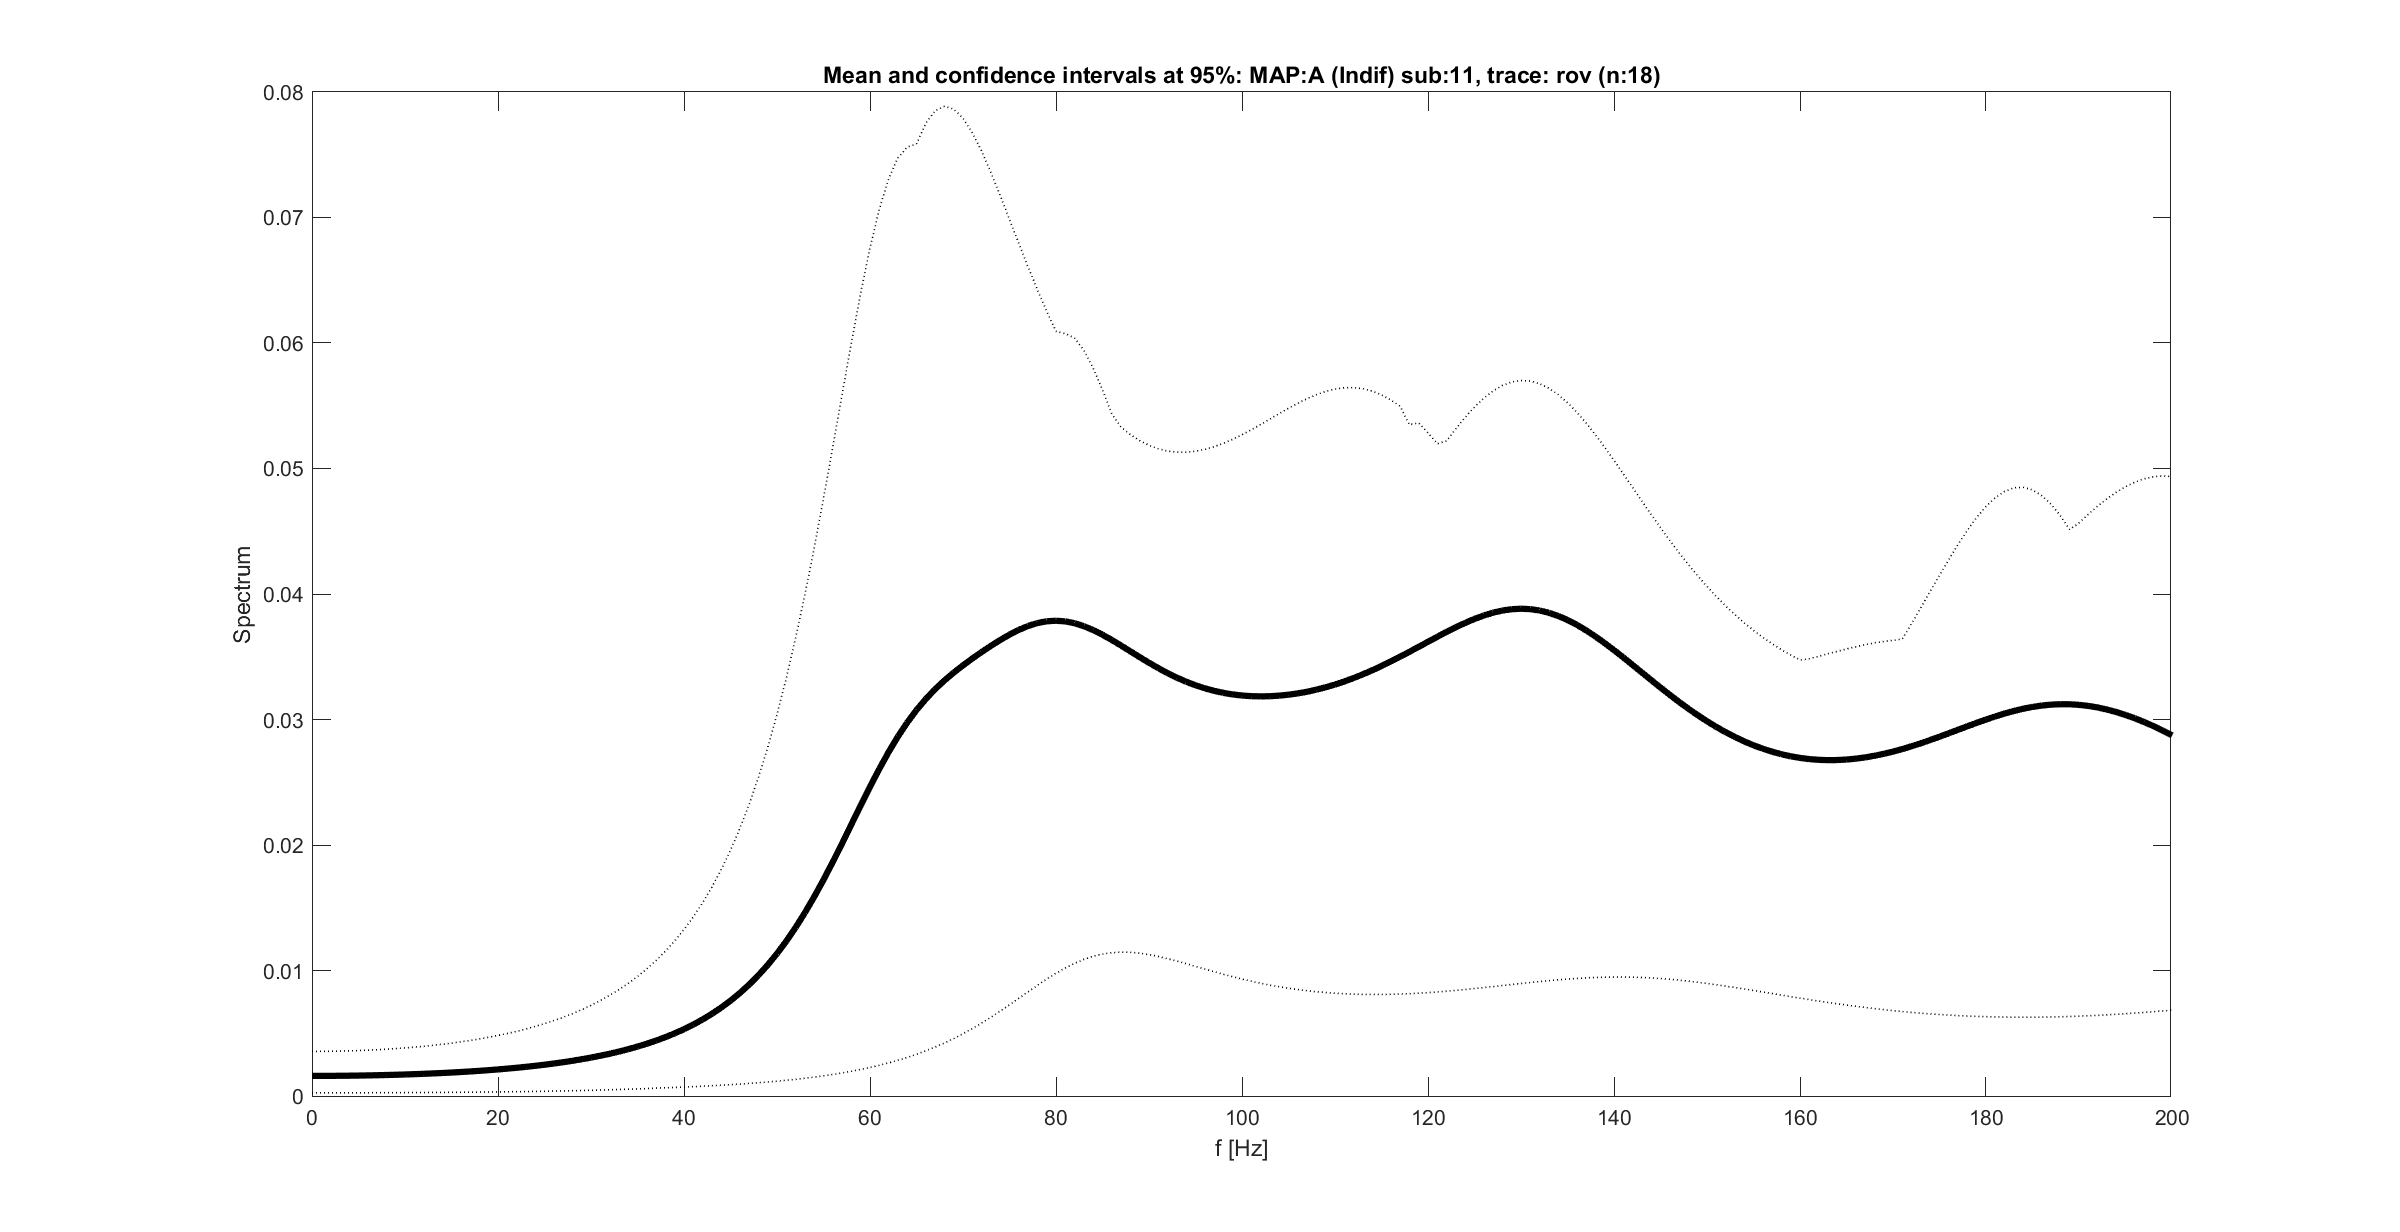 Mean and confidence intervals at 95%: MAP:A (Indif) sub:11, trace: rov (n:18)
0.08
0.07
0.06
0.05
0.04
0.03
0.02
0.01
0
Spectrum
0 20 40 60 80 100 120 140 160 180 200
f [Hz]